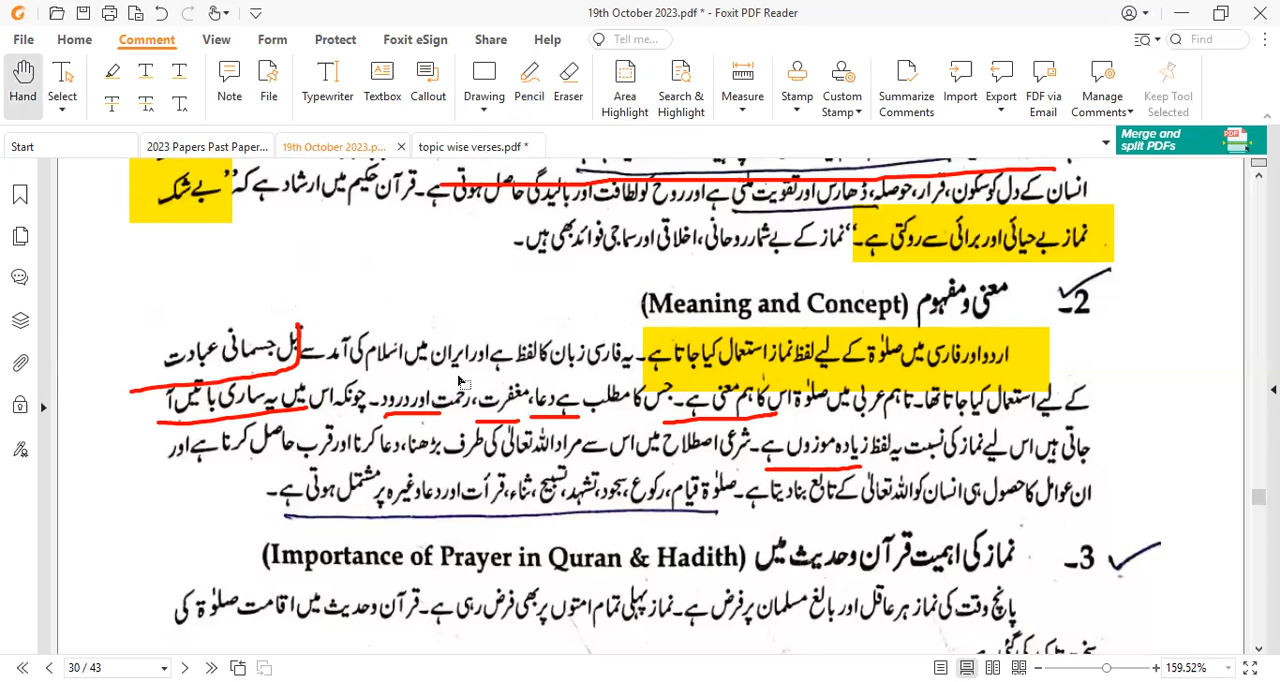 19th October 2023.pdf * - Foxit PDF Reader
File Home Comment View Form Protect Foxit eSign Share Help Tell me... Find
Hand Select Note File Typewriter Textbox Callout Drawing Pencil Eraser Area Highlight Search & Highlight Measure Stamp Custom Stamp Summarize Comments Import Export FDF via Email Manage Comments Keep Tool Selected
Start 2023 Papers Past Paper... 19th October 2023.p... topic wise verses.pdf * Merge and split PDFs PDF
انسان کے دل کو سکون، قرار، حوصلہ، ڈھارس اور تقویت ملتی ہے اور روح کو لطافت اور بالیدگی حاصل ہوتی ہے۔ قرآن حکیم میں ارشاد ہے کہ ”بے شک
نماز بے حیائی اور برائی سے روکتی ہے۔“ نماز کے بے شمار روحانی، اخلاقی اور سماجی فوائد بھی ہیں۔
2۔ معنی و مفہوم (Meaning and Concept)
اردو اور فارسی میں صلوٰۃ کے لیے لفظ نماز استعمال کیا جاتا ہے۔ یہ فارسی زبان کا لفظ ہے اور ایران میں اسلام کی آمد سے قبل جسمانی عبادت
کے لیے استعمال کیا جاتا تھا۔ تاہم عربی میں صلوٰۃ اس کا ہم معنی ہے۔ جس کا مطلب ہے دعا، مغفرت، رحمت اور درود۔ چونکہ اس میں یہ ساری باتیں آ
جاتی ہیں اس لیے نماز کی نسبت یہ لفظ زیادہ موزوں ہے۔ شرعی اصطلاح میں اس سے مراد اللہ تعالیٰ کی طرف بڑھنا، دعا کرنا اور قرب حاصل کرنا ہے اور
ان عوامل کا حصول ہی انسان کو اللہ تعالیٰ کے تابع بنا دیتا ہے۔ صلوٰۃ قیام، رکوع، سجود، تشہد، تسبیح، ثناء، قرأت اور دعا وغیرہ پر مشتمل ہوتی ہے۔
3۔ نماز کی اہمیت قرآن و حدیث میں (Importance of Prayer in Quran & Hadith)
پانچ وقت کی نماز ہر عاقل اور بالغ مسلمان پر فرض ہے۔ نماز پہلی تمام امتوں پر بھی فرض رہی ہے۔ قرآن و حدیث میں اقامت صلوٰۃ کی
30 / 43 159.52%